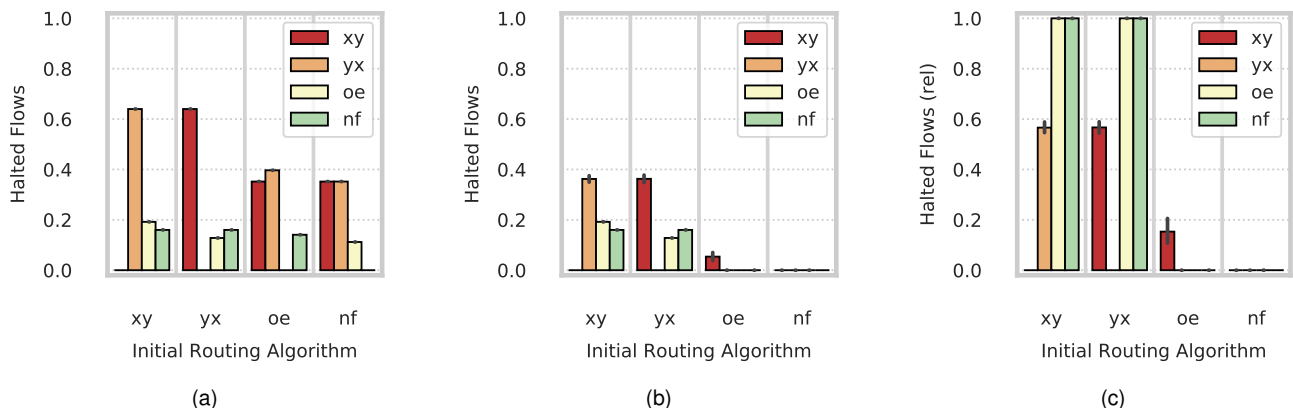 Halted Flows
1.0
0.8
0.6
0.4
0.2
0.0
xy
yx
oe
nf
xy yx oe nf
Initial Routing Algorithm
(a)
Halted Flows
1.0
0.8
0.6
0.4
0.2
0.0
xy
yx
oe
nf
xy yx oe nf
Initial Routing Algorithm
(b)
Halted Flows (rel)
1.0
0.8
0.6
0.4
0.2
0.0
xy
yx
oe
nf
xy yx oe nf
Initial Routing Algorithm
(c)